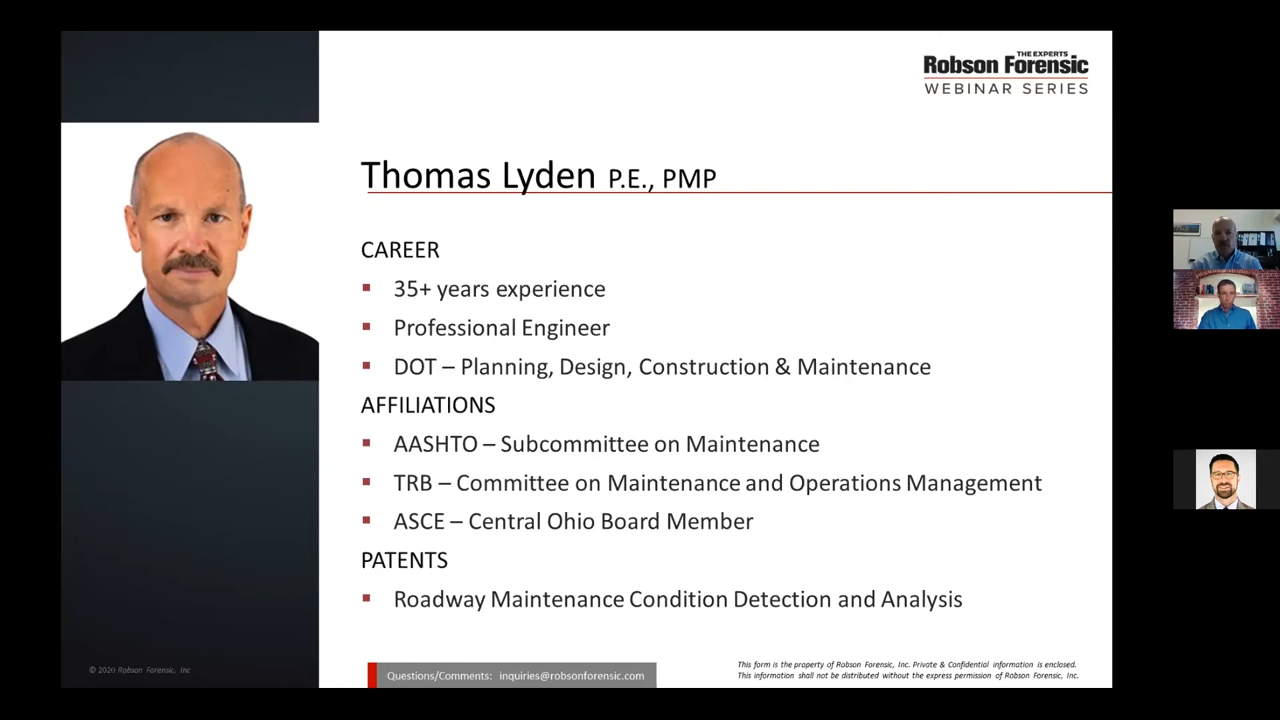 THE EXPERTS
Robson Forensic
WEBINAR SERIES
Thomas Lyden P.E., PMP
CAREER
▪ 35+ years experience
▪ Professional Engineer
▪ DOT – Planning, Design, Construction & Maintenance
AFFILIATIONS
▪ AASHTO – Subcommittee on Maintenance
▪ TRB – Committee on Maintenance and Operations Management
▪ ASCE – Central Ohio Board Member
PATENTS
▪ Roadway Maintenance Condition Detection and Analysis
© 2020 Robson Forensic, Inc
Questions/Comments: inquiries@robsonforensic.com
This form is the property of Robson Forensic, Inc. Private & Confidential information is enclosed.
This information shall not be distributed without the express permission of Robson Forensic, Inc.